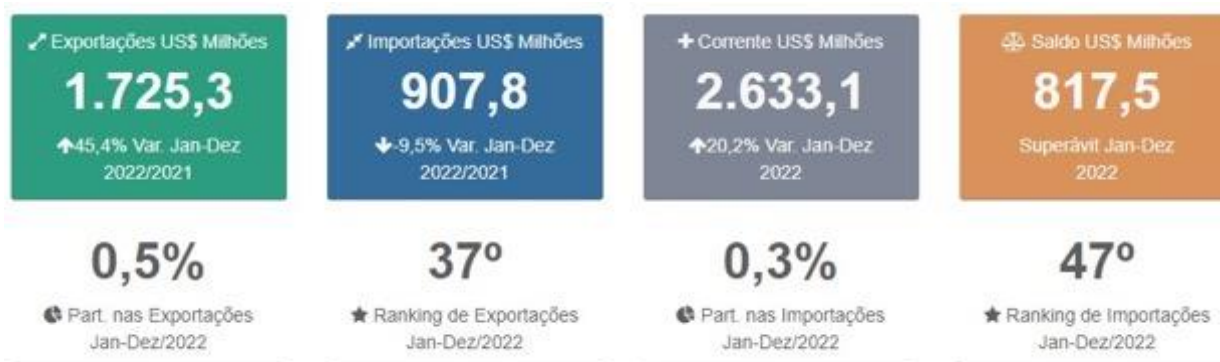 Exportações US$ Milhões
1.725,3
45,4% Var. Jan-Dez
2022/2021
Importações US$ Milhões
907,8
-9,5% Var. Jan-Dez
2022/2021
Corrente US$ Milhões
2.633,1
20,2% Var. Jan-Dez
2022
Saldo US$ Milhões
817,5
Superávit Jan-Dez
2022
0,5%
Part. nas Exportações
Jan-Dez/2022
37º
Ranking de Exportações
Jan-Dez/2022
0,3%
Part. nas Importações
Jan-Dez/2022
47º
Ranking de Importações
Jan-Dez/2022